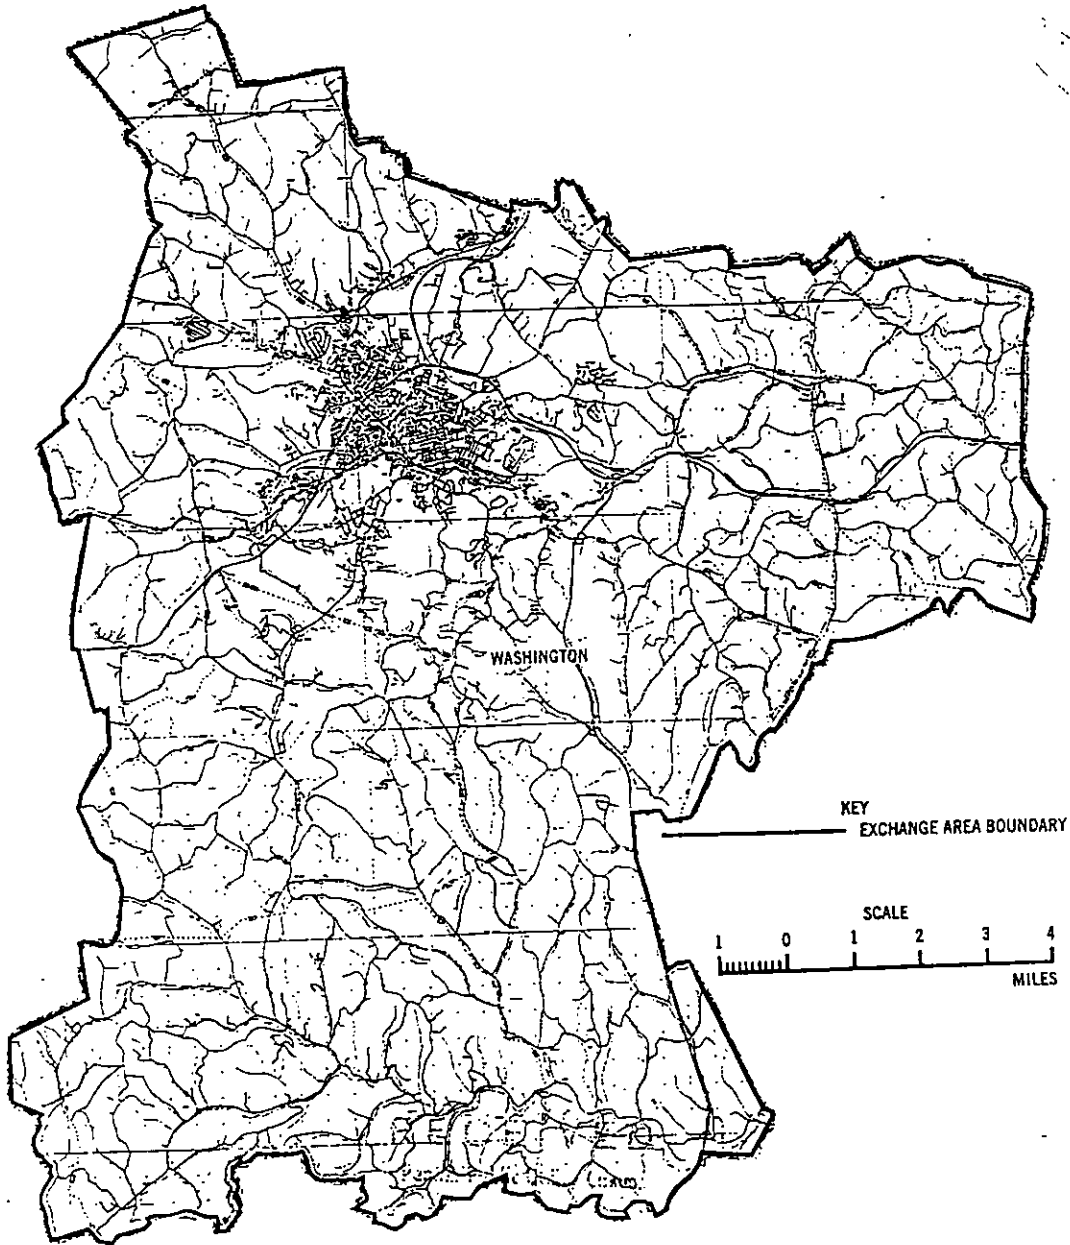 WASHINGTON
KEY
EXCHANGE AREA BOUNDARY
SCALE
1 0 1 2 3 4
MILES